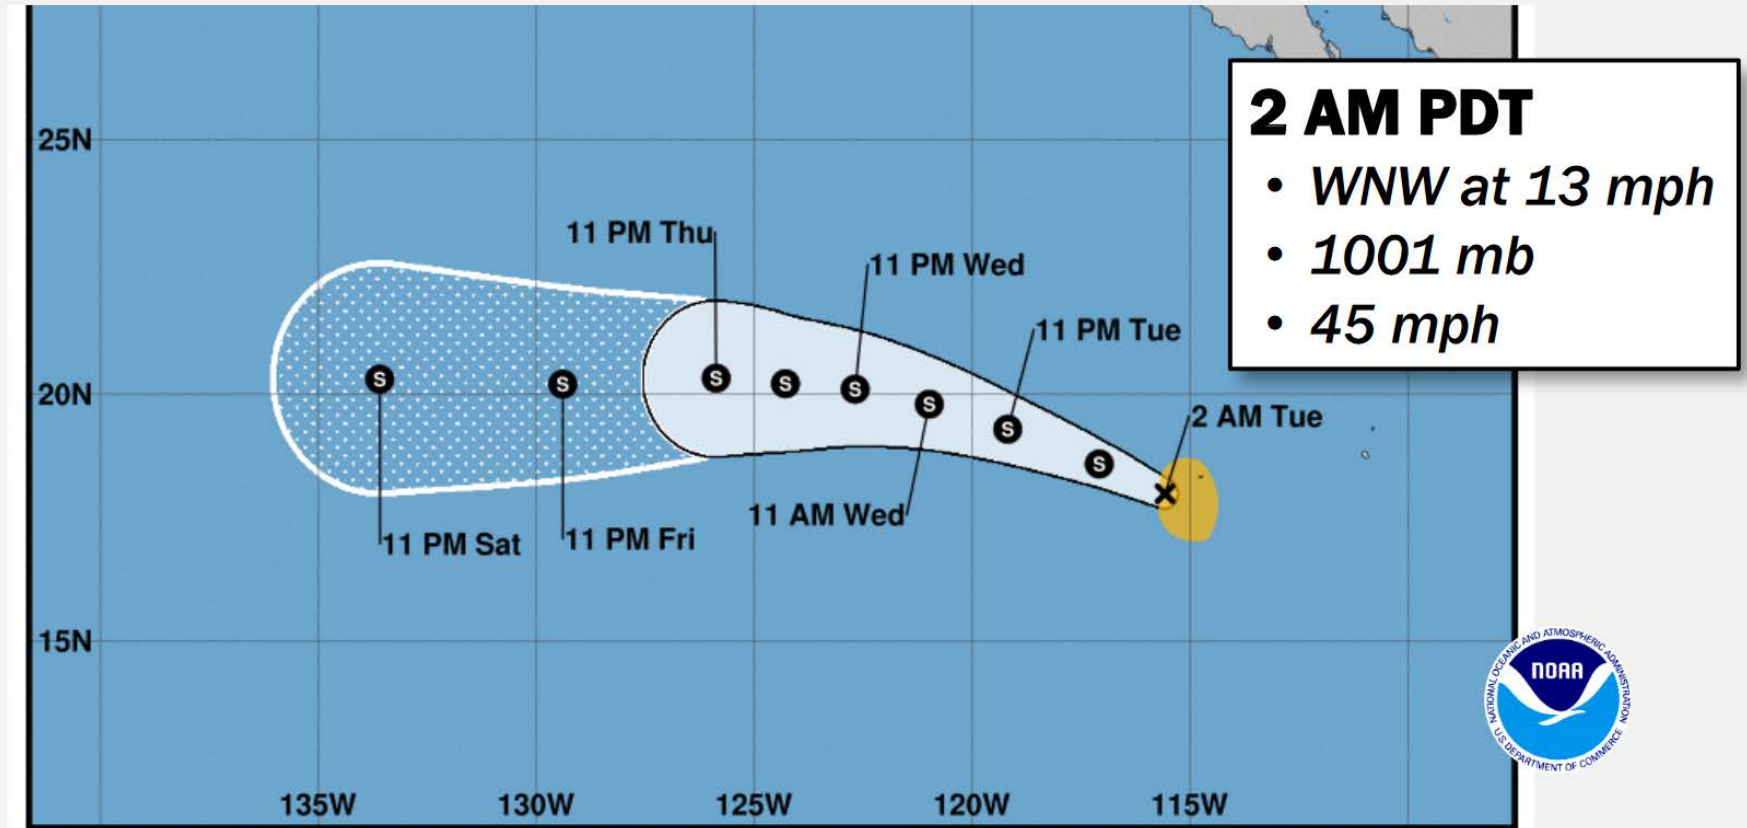 2 AM PDT
• WNW at 13 mph
• 1001 mb
• 45 mph
25N
20N
15N
11 PM Thu
11 PM Wed
11 PM Tue
2 AM Tue
S
S
S
S
S
S
S
S
11 AM Wed
11 PM Sat
11 PM Fri
135W
130W
125W
120W
115W
NATIONAL OCEANIC AND ATMOSPHERIC ADMINISTRATION
NOAA
U.S. DEPARTMENT OF COMMERCE